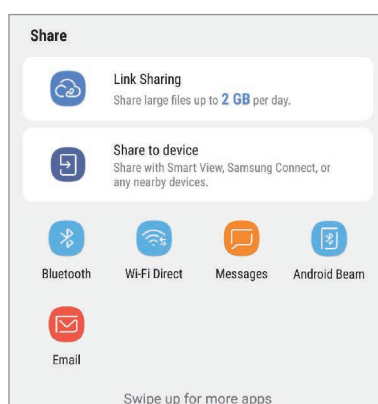 Share
Link Sharing
Share large files up to 2 GB per day.
Share to device
Share with Smart View, Samsung Connect, or
any nearby devices.
Bluetooth Wi-Fi Direct Messages Android Beam
Email
Swipe up for more apps